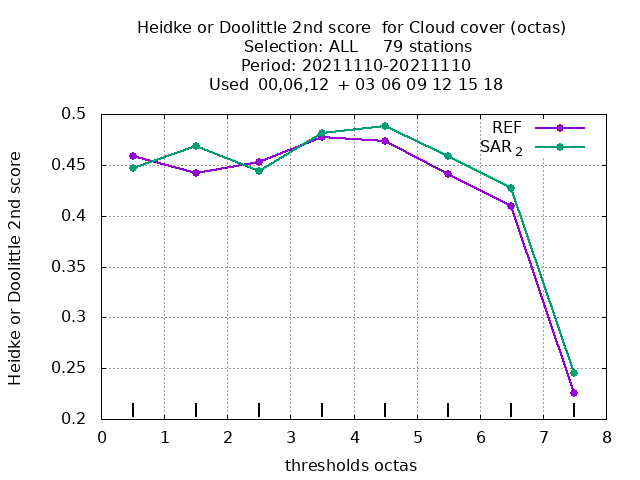 Heidke or Doolittle 2nd score  for Cloud cover (octas)
Selection: ALL     79 stations
Period: 20211110-20211110
Used  00,06,12  + 03 06 09 12 15 18
REF
SAR 2
Heidke or Doolittle 2nd score
0.5
0.45
0.4
0.35
0.3
0.25
0.2
0 1 2 3 4 5 6 7 8
thresholds octas